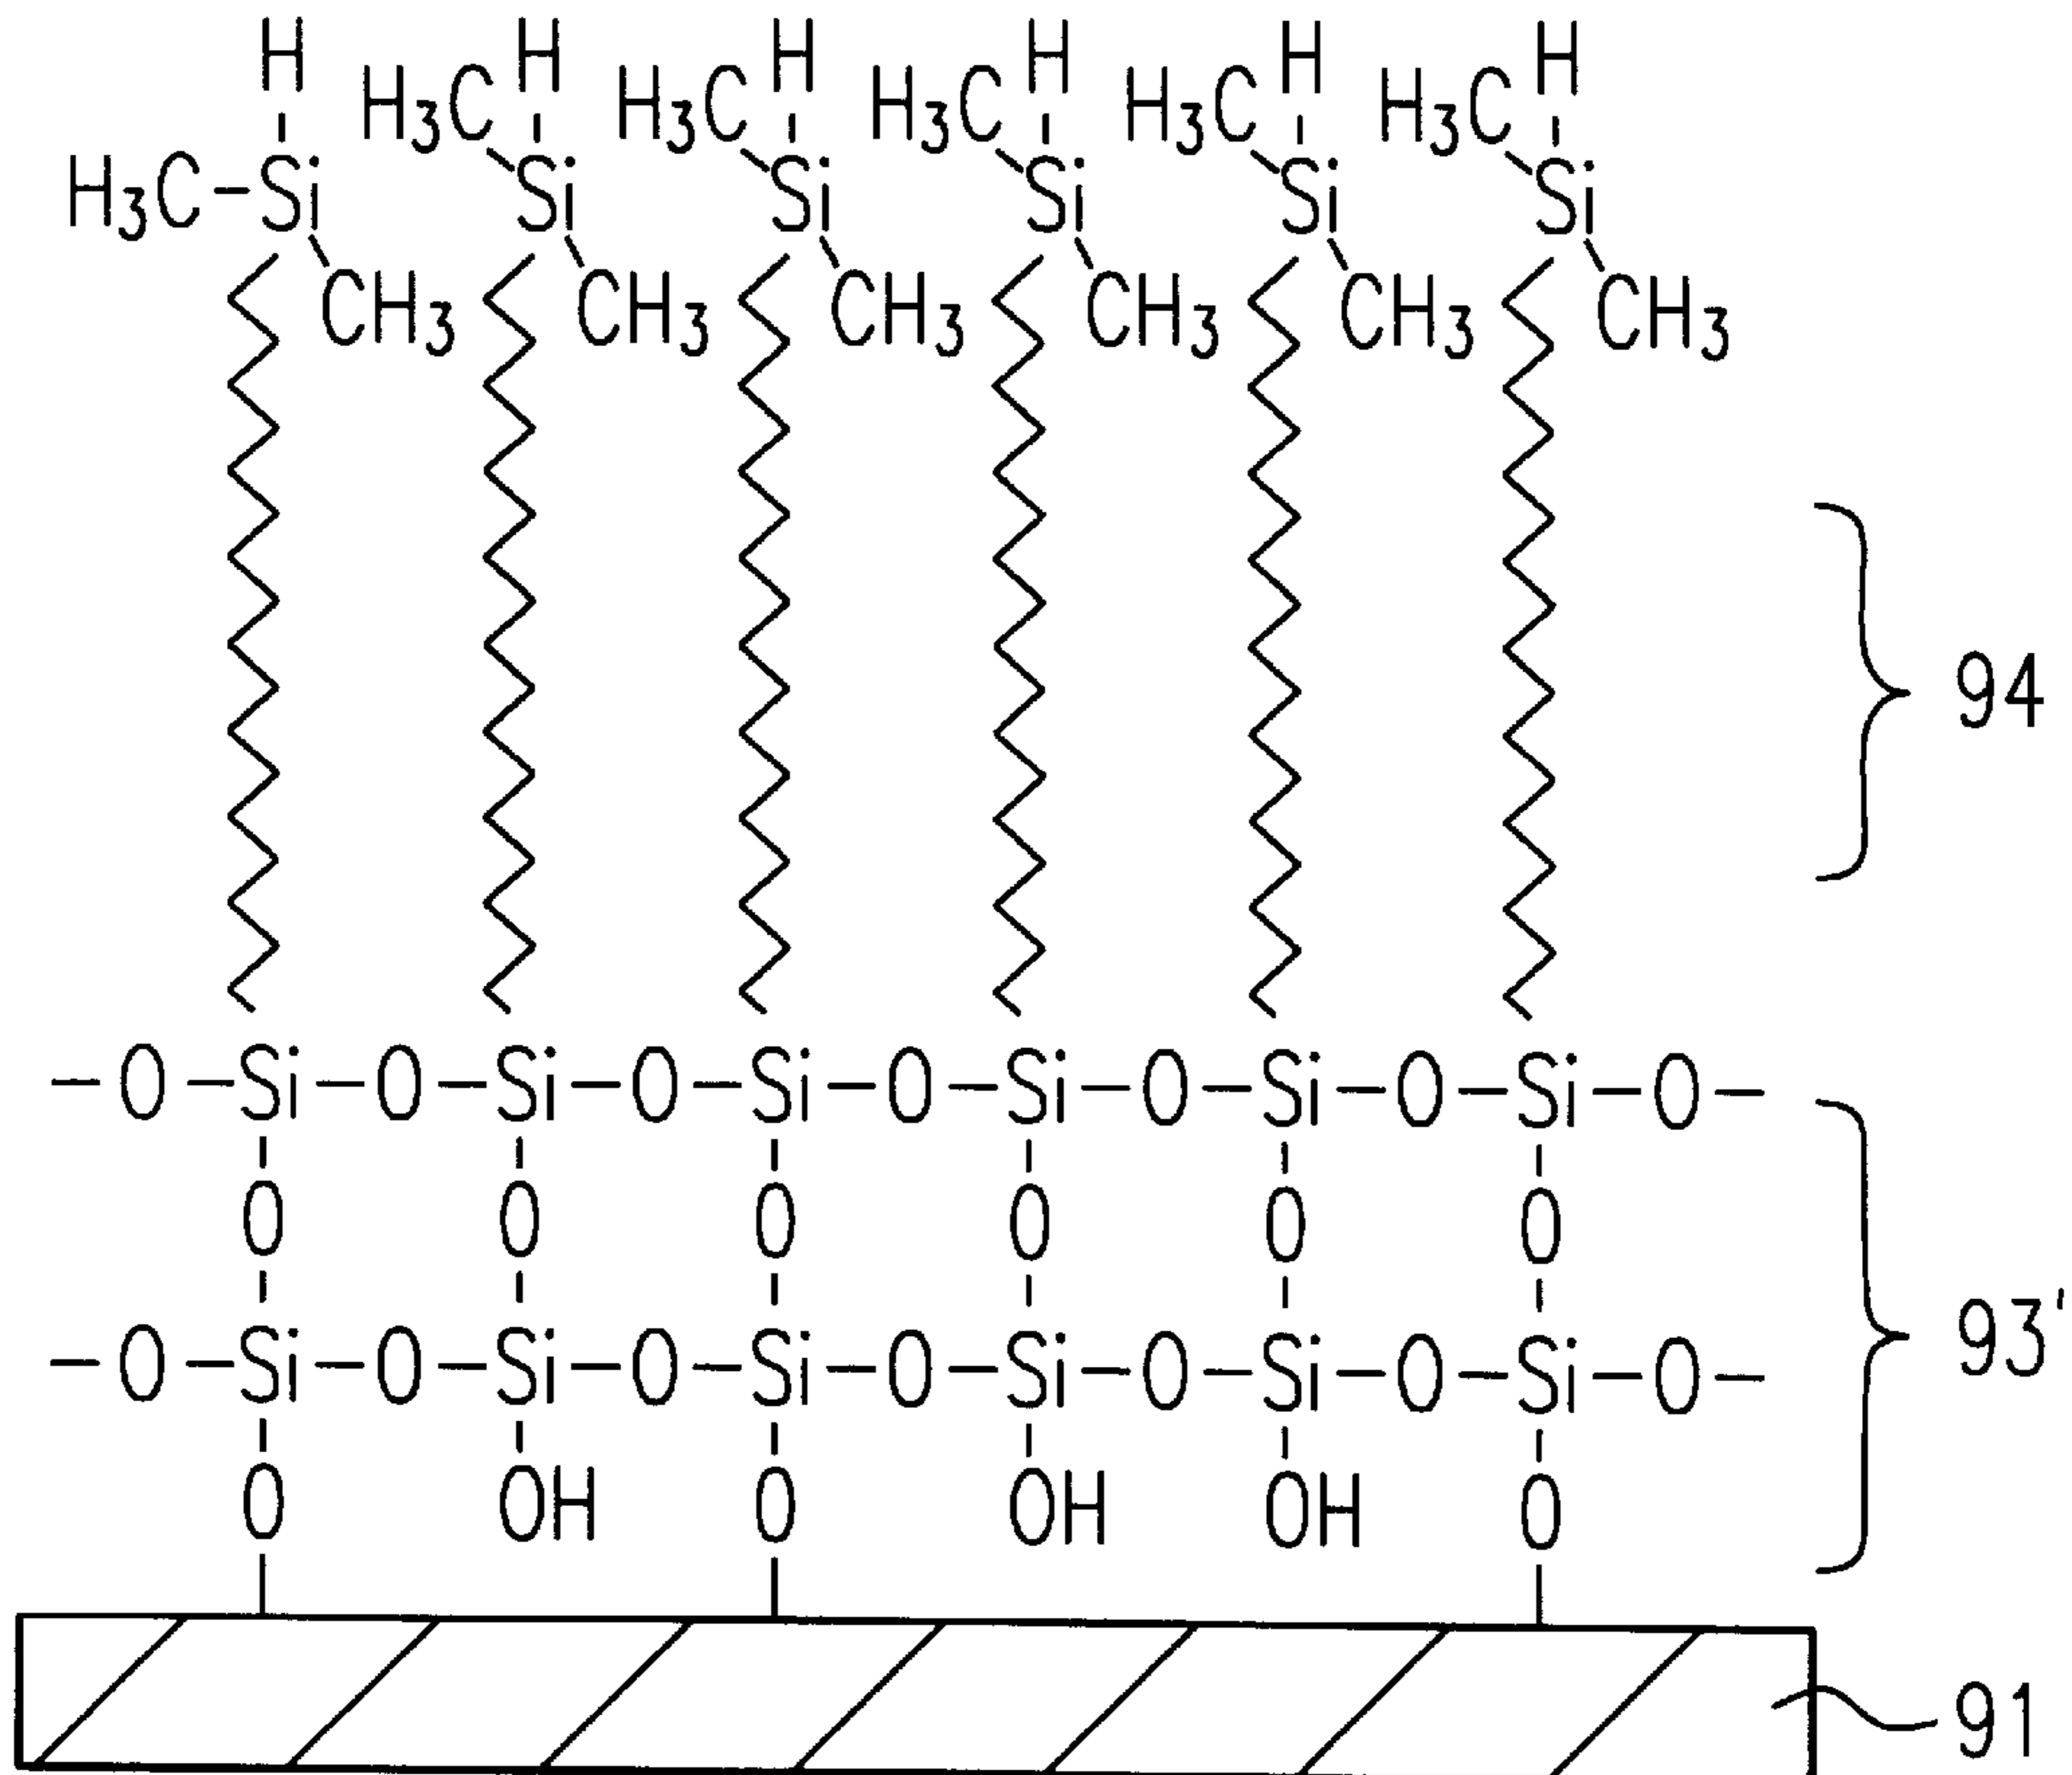 H H H H H H
H₃C H₃C H₃C H₃C H₃C
H₃C-Si Si Si Si Si Si
CH₃ CH₃ CH₃ CH₃ CH₃ CH₃
94
-O-Si-O-Si-O-Si-O-Si-O-Si-O-Si-O-
O O O O O O
93'
-O-Si-O-Si-O-Si-O-Si-O-Si-O-Si-O-
O OH O OH OH O
91